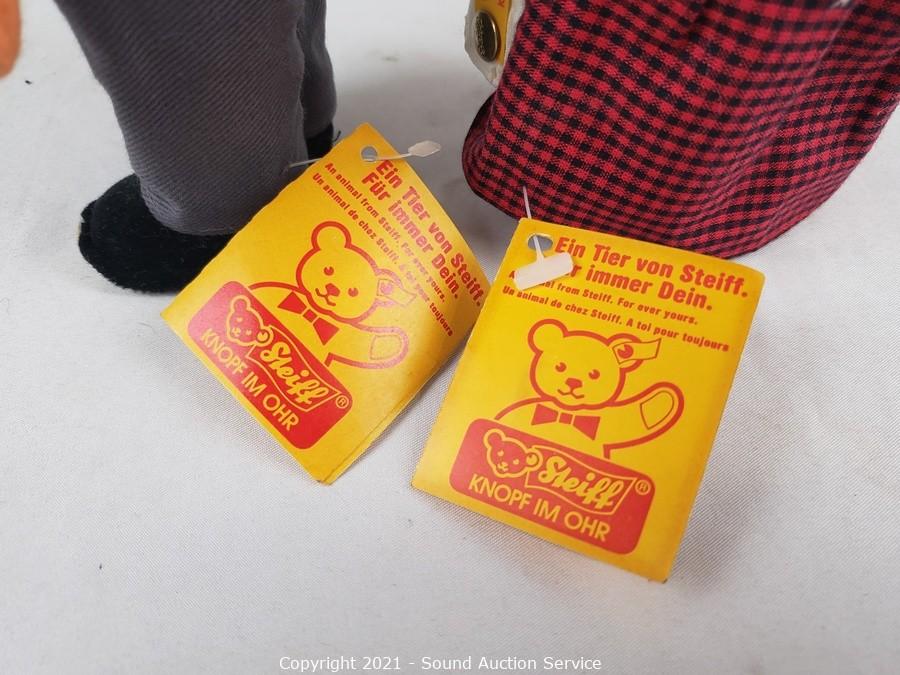 Ein Tier von Steiff.
Für immer Dein.
An animal from Steiff. For ever yours.
Un animal de chez Steiff. A toi pour toujours
Steiff ®
KNOPF IM OHR
Ein Tier von Steiff.
r immer Dein.
A
l from Steiff. For ever yours.
Un animal de chez Steiff. A toi pour toujours
Steiff ®
KNOPF IM OHR
Copyright 2021 - Sound Auction Service